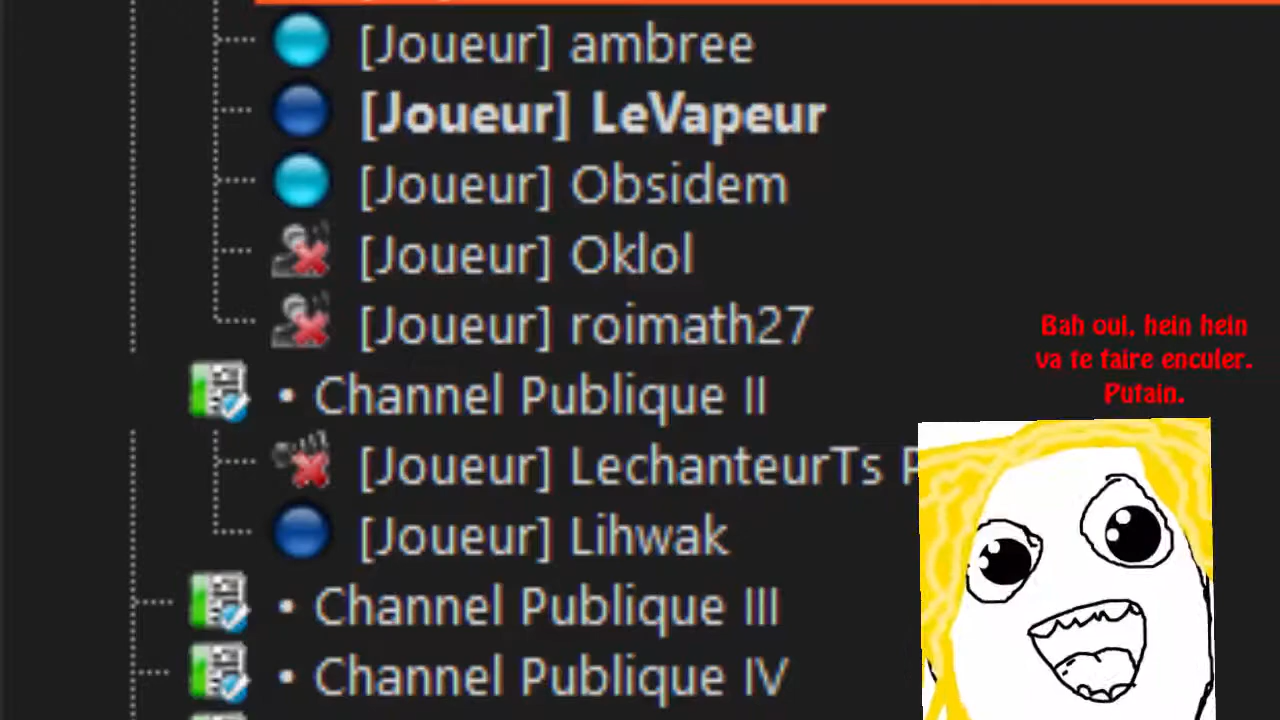 [Joueur] ambree
[Joueur] LeVapeur
[Joueur] Obsidem
[Joueur] Oklol
[Joueur] roimath27
• Channel Publique II
[Joueur] LechanteurTs
[Joueur] Lihwak
• Channel Publique III
• Channel Publique IV
Bah oui, hein hein
va te faire enculer.
Putain.